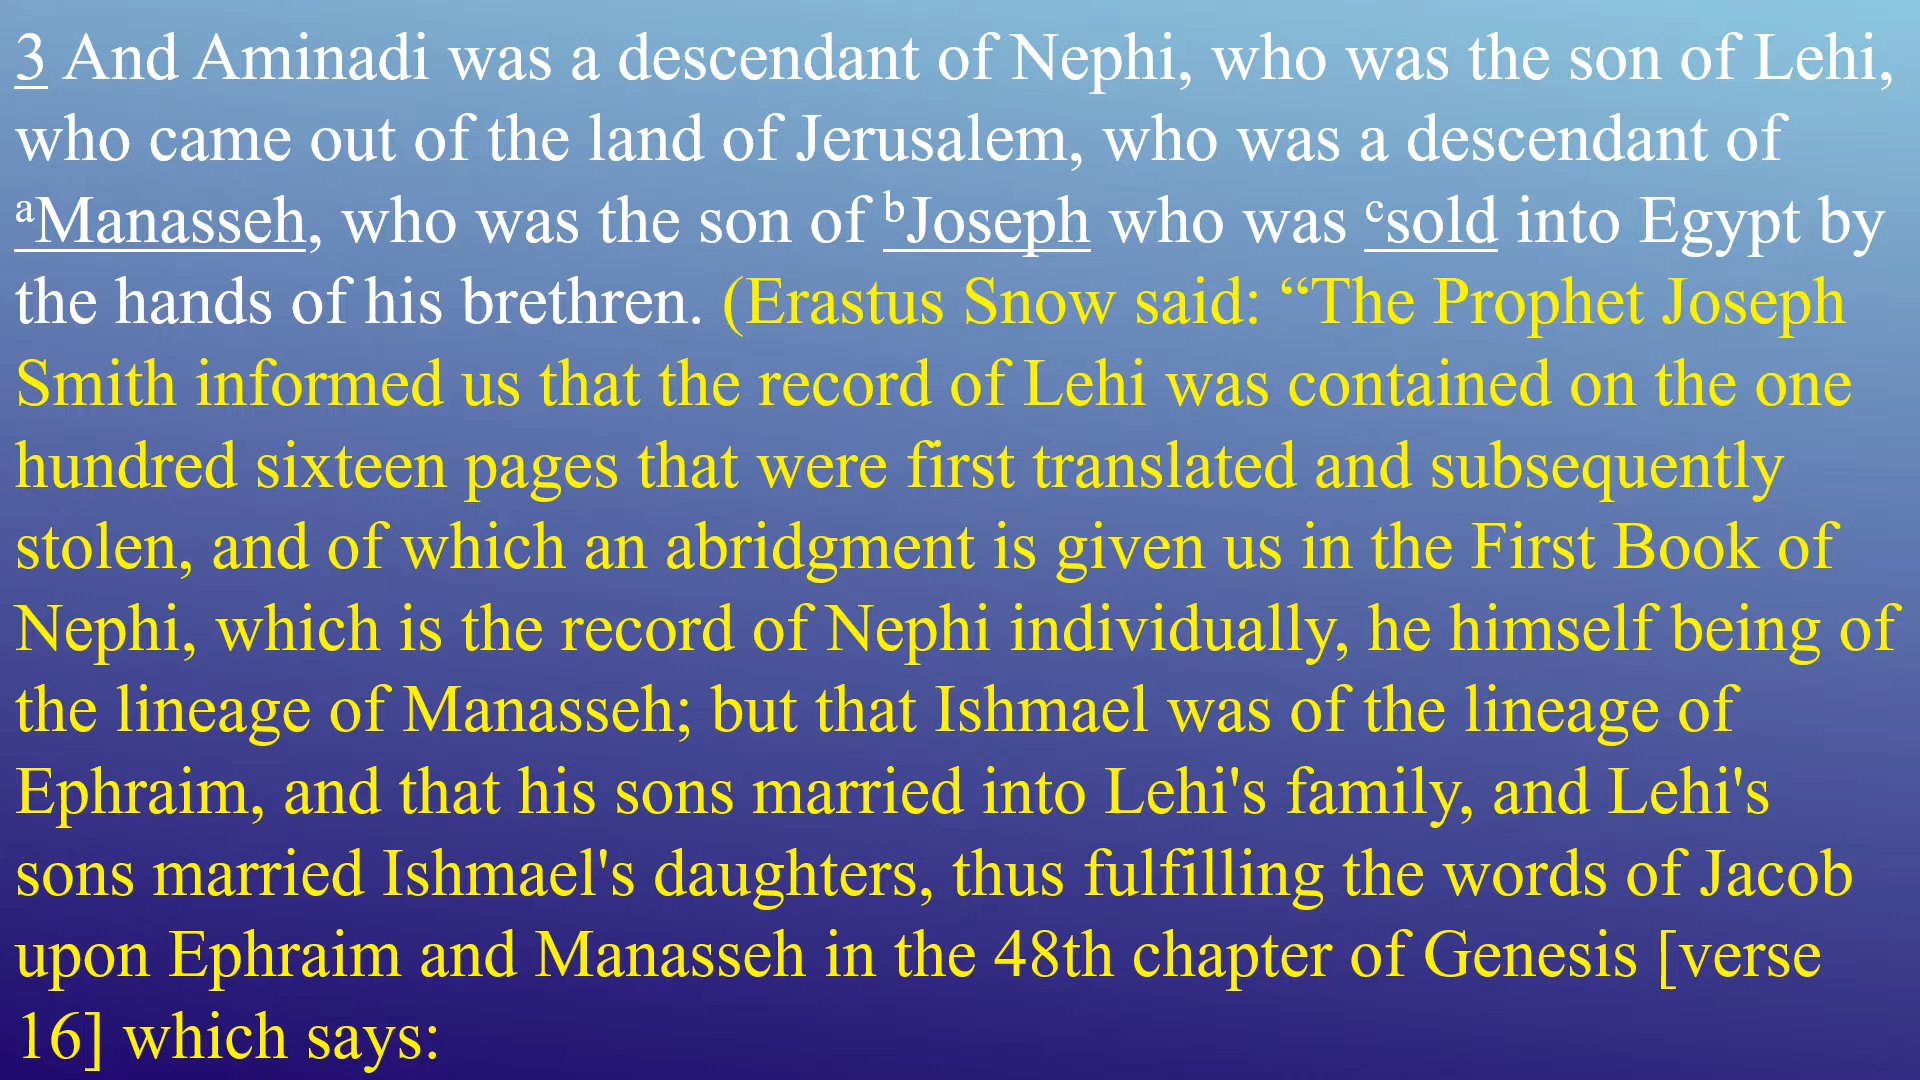 3 And Aminadi was a descendant of Nephi, who was the son of Lehi,
who came out of the land of Jerusalem, who was a descendant of
aManasseh, who was the son of bJoseph who was csold into Egypt by
the hands of his brethren. (Erastus Snow said: “The Prophet Joseph
Smith informed us that the record of Lehi was contained on the one
hundred sixteen pages that were first translated and subsequently
stolen, and of which an abridgment is given us in the First Book of
Nephi, which is the record of Nephi individually, he himself being of
the lineage of Manasseh; but that Ishmael was of the lineage of
Ephraim, and that his sons married into Lehi's family, and Lehi's
sons married Ishmael's daughters, thus fulfilling the words of Jacob
upon Ephraim and Manasseh in the 48th chapter of Genesis [verse
16] which says: